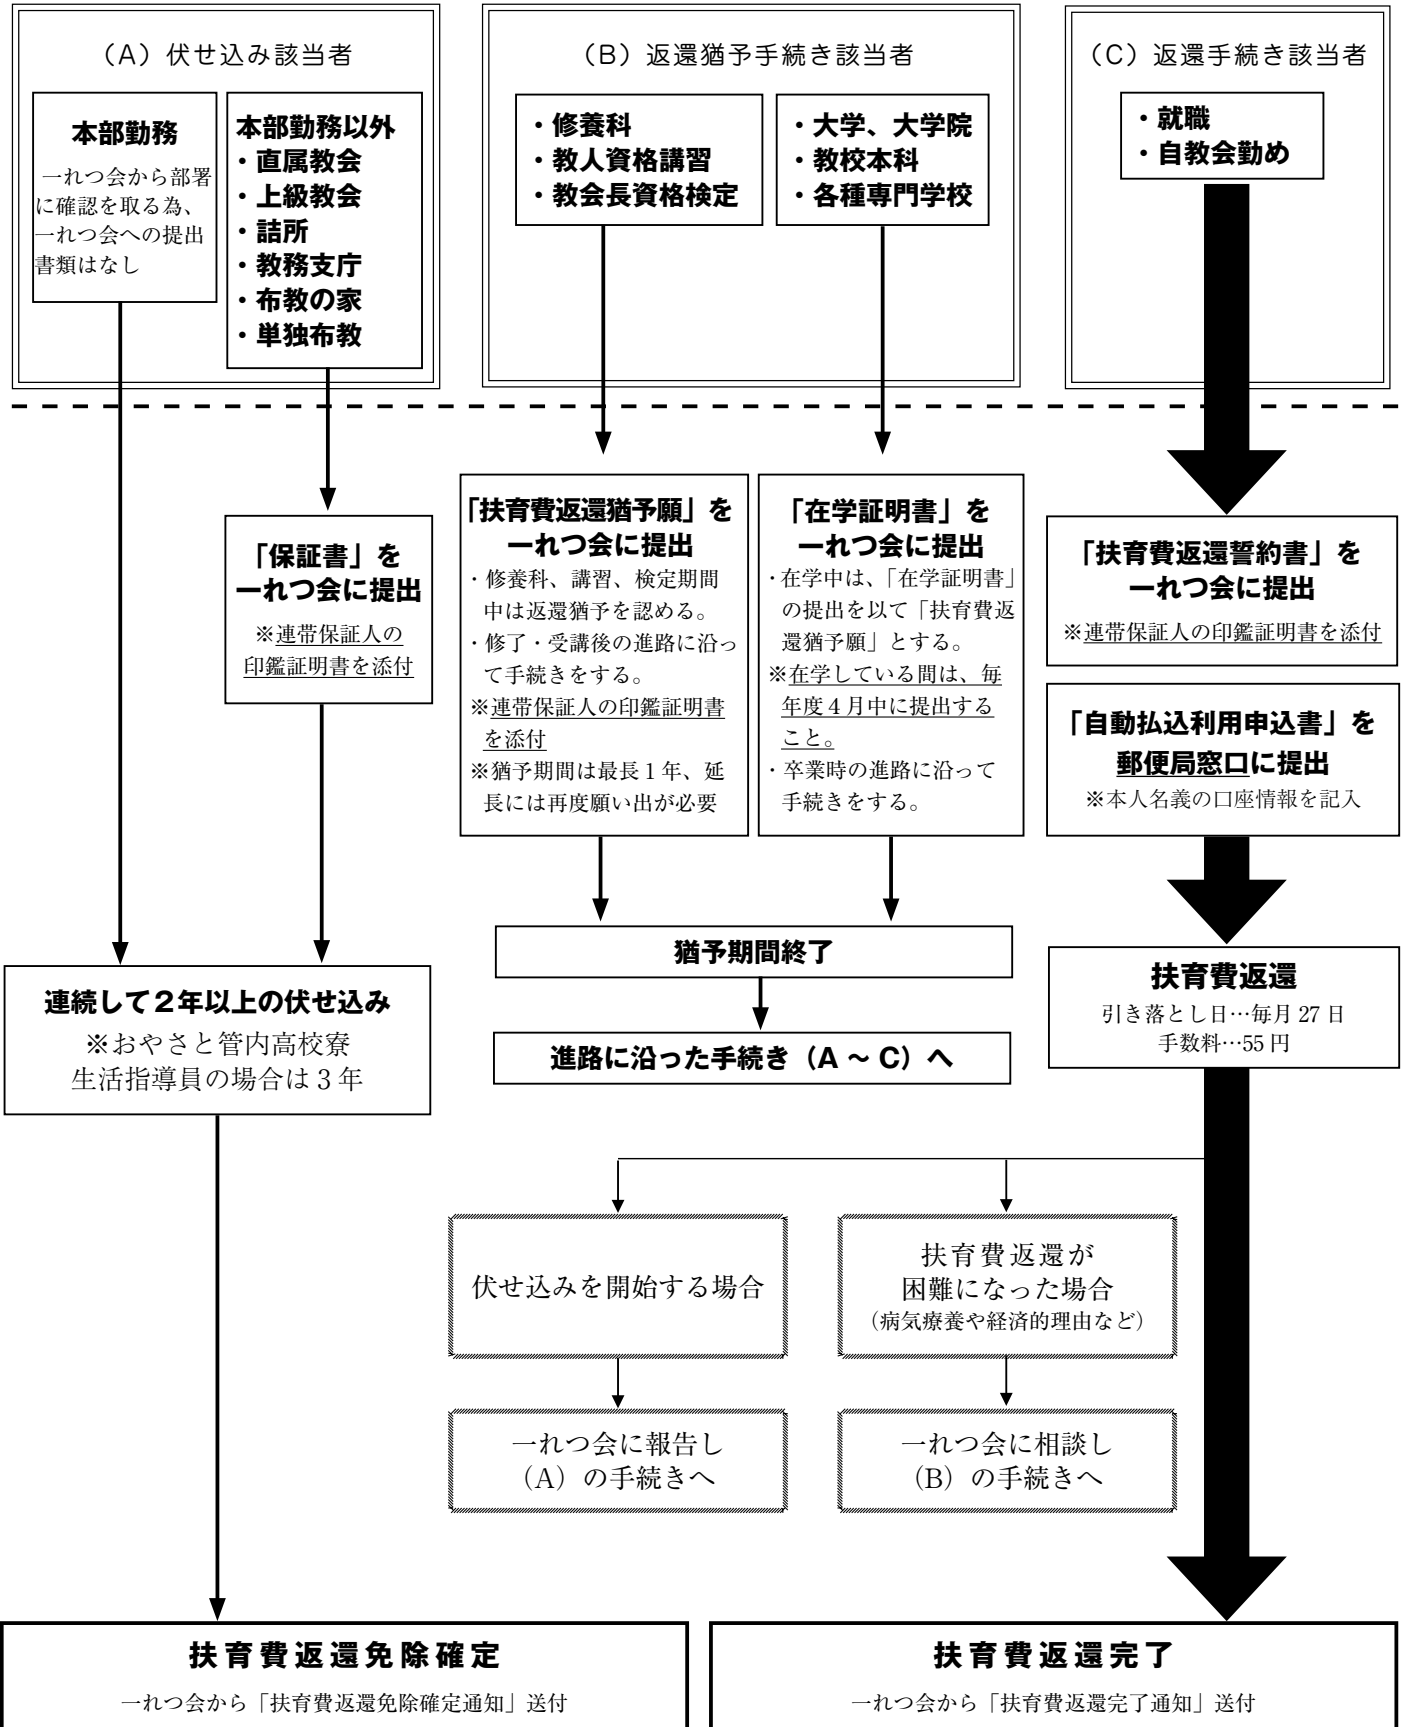 （A）伏せ込み該当者
本部勤務
一れつ会から部署
に確認を取る為、
一れつ会への提出
書類はなし
本部勤務以外
・直属教会
・上級教会
・詰所
・教務支庁
・布教の家
・単独布教
（B）返還猶予手続き該当者
・修養科
・教人資格講習
・教会長資格検定
・大学、大学院
・教校本科
・各種専門学校
（C）返還手続き該当者
・就職
・自教会勤め
「保証書」を
一れつ会に提出
※連帯保証人の
印鑑証明書を添付
「扶育費返還猶予願」を
一れつ会に提出
・修養科、講習、検定期間
中は返還猶予を認める。
・修了・受講後の進路に沿っ
て手続きをする。
※連帯保証人の印鑑証明書
を添付
※猶予期間は最長１年、延
長には再度願い出が必要
「在学証明書」を
一れつ会に提出
・在学中は、「在学証明書」
の提出を以て「扶育費返
還猶予願」とする。
※在学している間は、毎
年度４月中に提出する
こと。
・卒業時の進路に沿って
手続きをする。
「扶育費返還誓約書」を
一れつ会に提出
※連帯保証人の印鑑証明書を添付
「自動払込利用申込書」を
郵便局窓口に提出
※本人名義の口座情報を記入
連続して２年以上の伏せ込み
※おやさと管内高校寮
生活指導員の場合は３年
猶予期間終了
進路に沿った手続き（A ～ C）へ
扶育費返還
引き落とし日…毎月 27 日
手数料…55 円
伏せ込みを開始する場合
扶育費返還が
困難になった場合
（病気療養や経済的理由など）
一れつ会に報告し
（A）の手続きへ
一れつ会に相談し
（B）の手続きへ
扶育費返還免除確定
一れつ会から「扶育費返還免除確定通知」送付
扶育費返還完了
一れつ会から「扶育費返還完了通知」送付